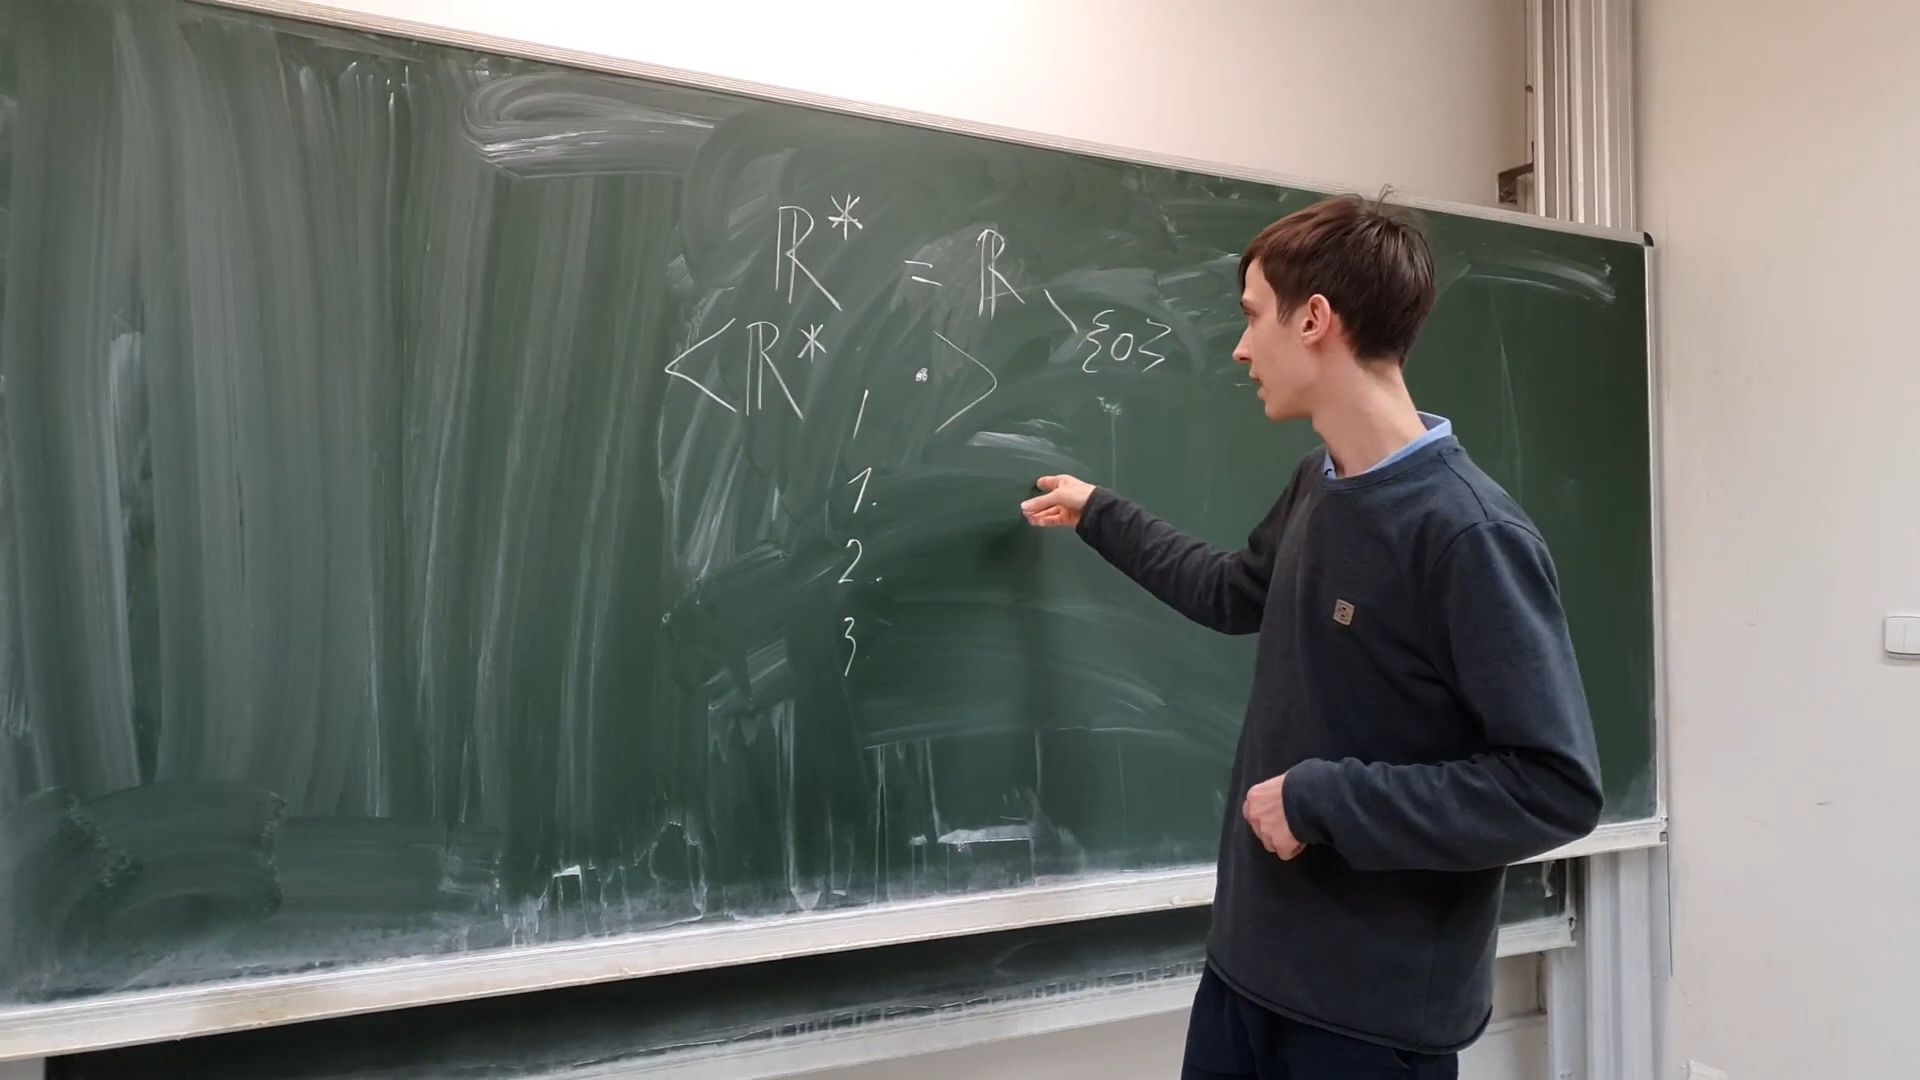 ℝ* = ℝ \ {0}
<ℝ*, ·>
1.
2.
3.